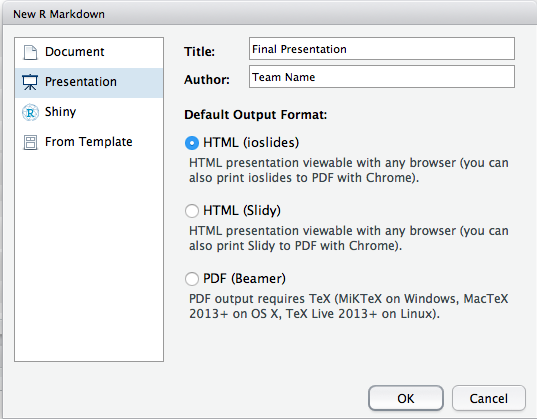 New R Markdown
Document
Presentation
Shiny
From Template
Title: Final Presentation
Author: Team Name
Default Output Format:
HTML (ioslides)
HTML presentation viewable with any browser (you can
also print ioslides to PDF with Chrome).
HTML (Slidy)
HTML presentation viewable with any browser (you can
also print Slidy to PDF with Chrome).
PDF (Beamer)
PDF output requires TeX (MiKTeX on Windows, MacTeX
2013+ on OS X, TeX Live 2013+ on Linux).
OK Cancel